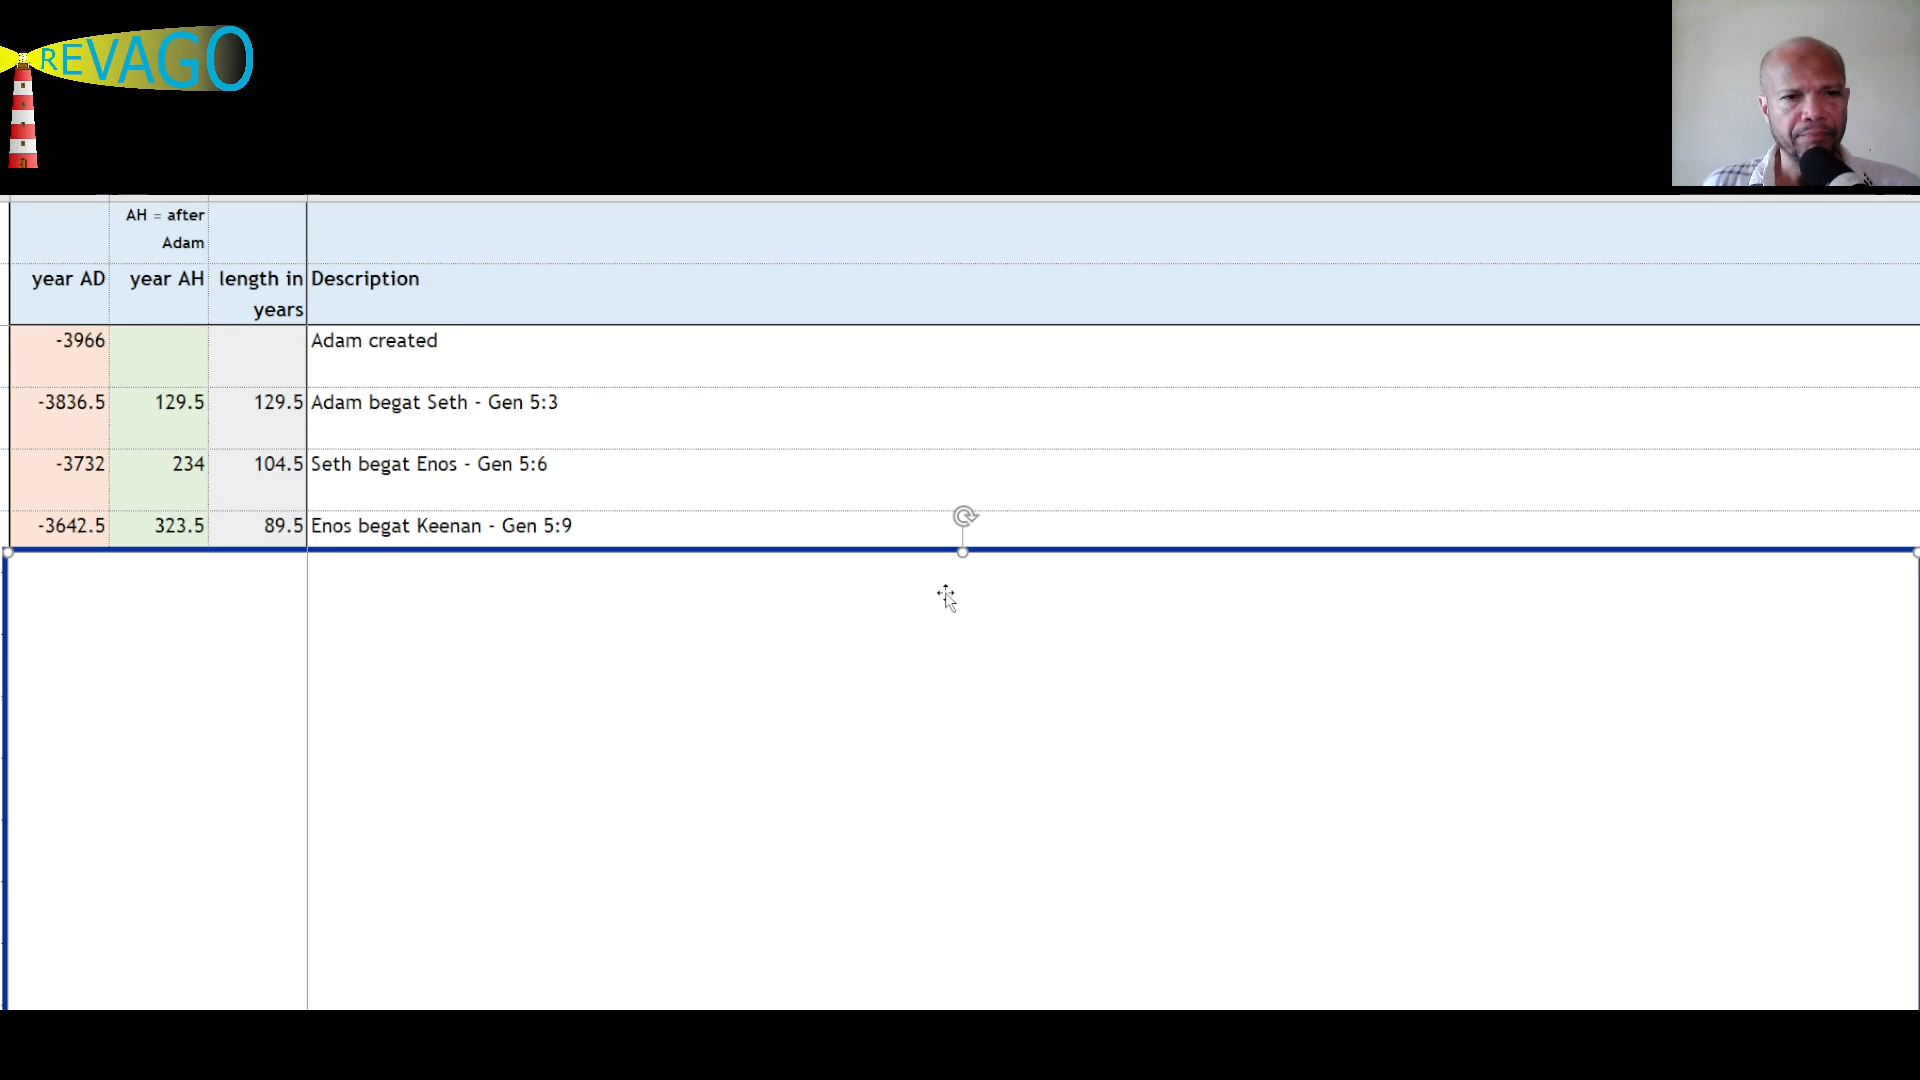 REVAGO
AH = after
Adam
year AD year AH length in Description
years
-3966 Adam created
-3836.5 129.5 129.5 Adam begat Seth - Gen 5:3
-3732 234 104.5 Seth begat Enos - Gen 5:6
-3642.5 323.5 89.5 Enos begat Keenan - Gen 5:9